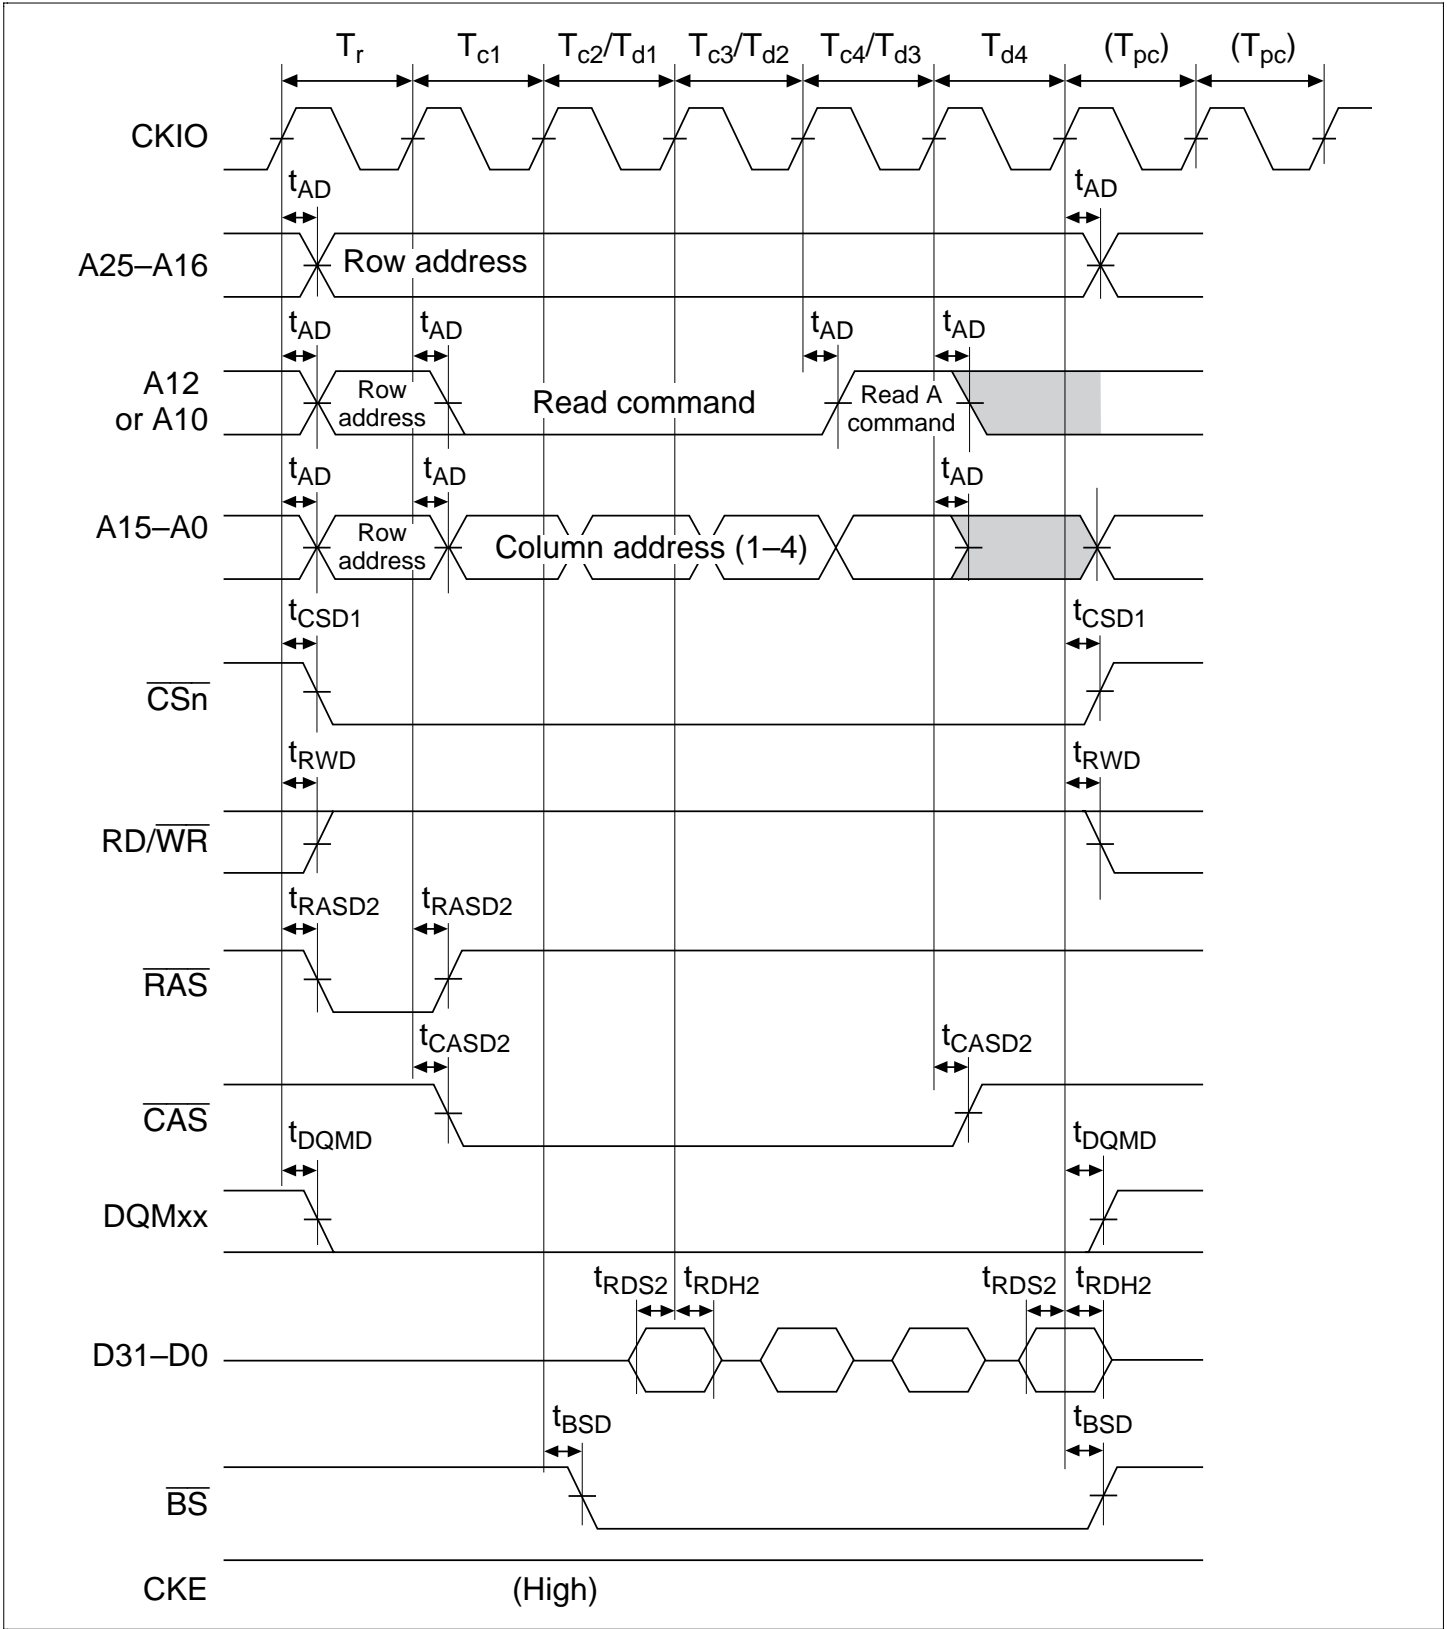 Tr Tc1 Tc2/Td1 Tc3/Td2 Tc4/Td3 Td4 (Tpc) (Tpc)
CKIO
tAD tAD
A25–A16 Row address
tAD tAD tAD tAD
A12 or A10 Row address Read command Read A command
tAD tAD tAD
A15–A0 Row address Column address (1–4)
tCSD1 tCSD1
CSn
tRWD tRWD
RD/WR
tRASD2 tRASD2
RAS
tCASD2 tCASD2
CAS
tDQMD tDQMD
DQMxx
tRDS2 tRDH2 tRDS2 tRDH2
D31–D0
tBSD tBSD
BS
CKE (High)